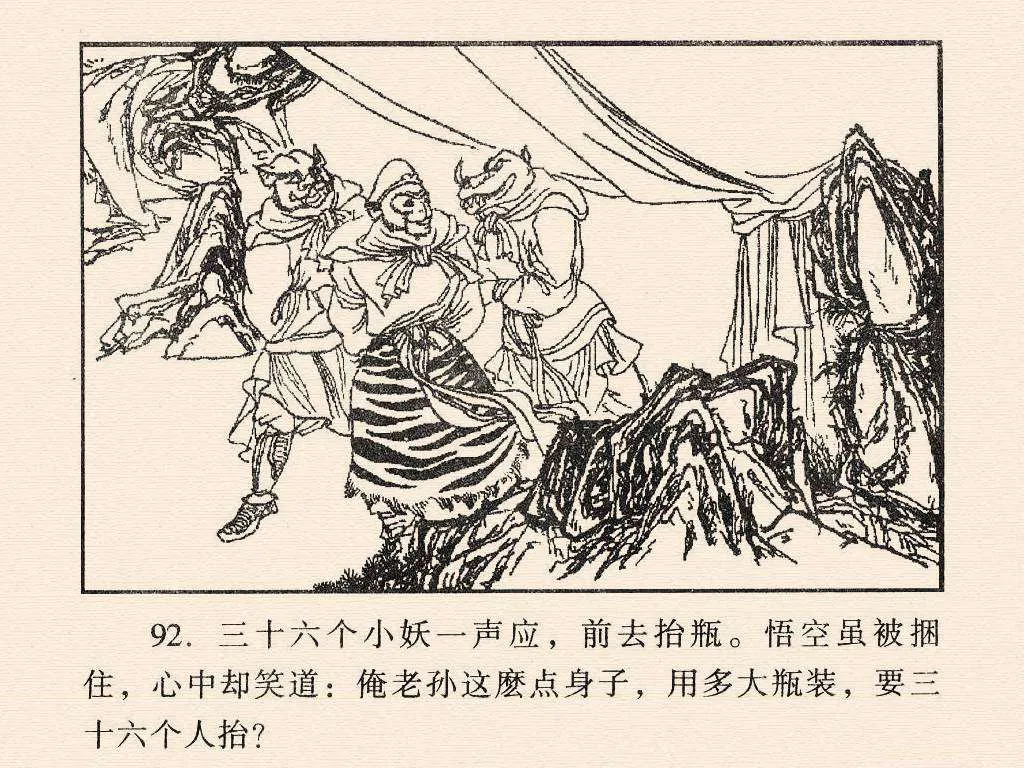 92. 三十六个小妖一声应，前去抬瓶。悟空虽被捆
住，心中却笑道：俺老孙这麽点身子，用多大瓶装，要三
十六个人抬？